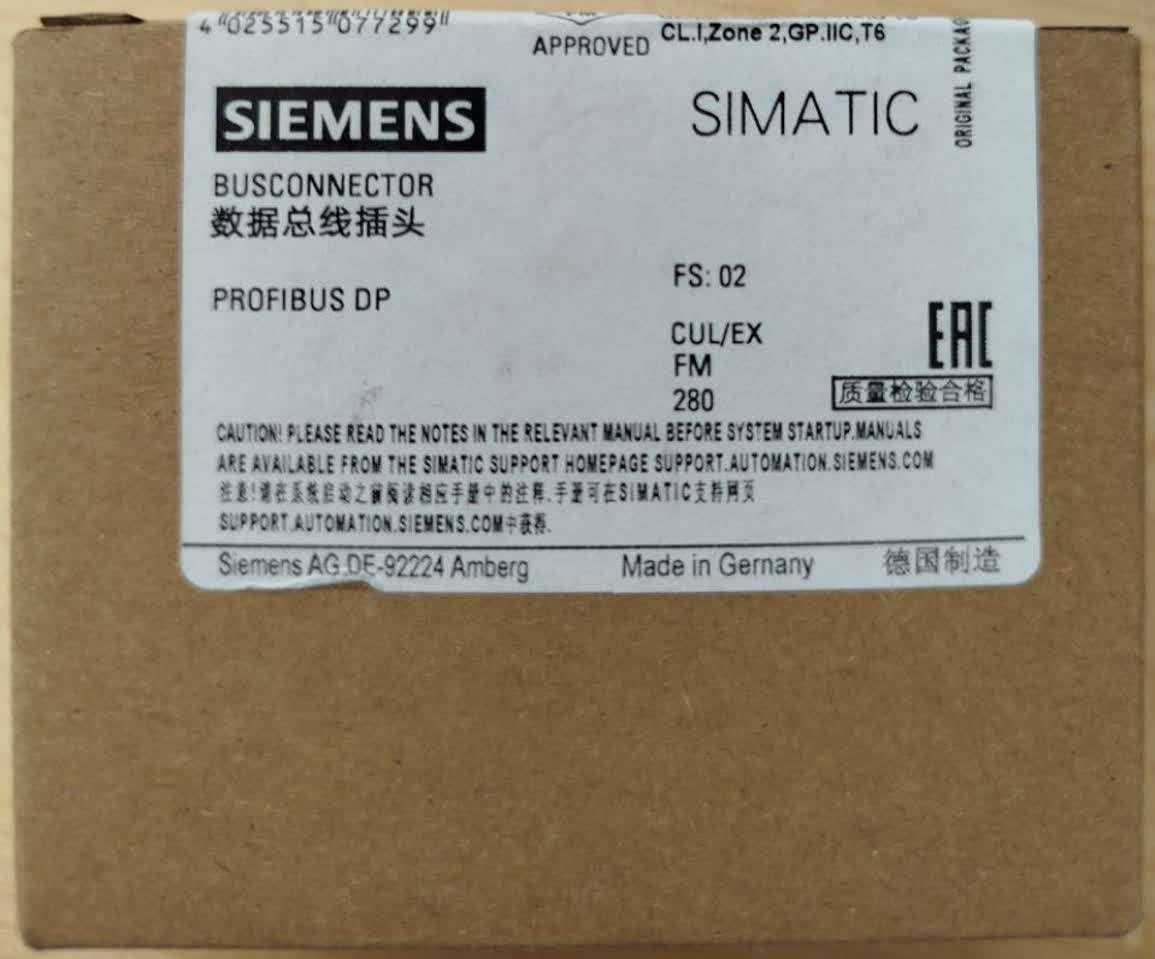 4 025515 077299
APPROVED
CL.I,Zone 2,GP.IIC,T6
ORIGINAL
SIEMENS
SIMATIC
BUSCONNECTOR
数据总线插头
PROFIBUS DP
FS: 02
CUL/EX
FM
280
EAC
质量检验合格
CAUTION! PLEASE READ THE NOTES IN THE RELEVANT MANUAL BEFORE SYSTEM STARTUP.MANUALS
ARE AVAILABLE FROM THE SIMATIC SUPPORT HOMEPAGE SUPPORT.AUTOMATION.SIEMENS.COM
注意!请在系统启动之前阅读相应手册中的注释.手册可在SIMATIC支持网页
SUPPORT.AUTOMATION.SIEMENS.COM中获得.
Siemens AG,DE-92224 Amberg
Made in Germany
德国制造